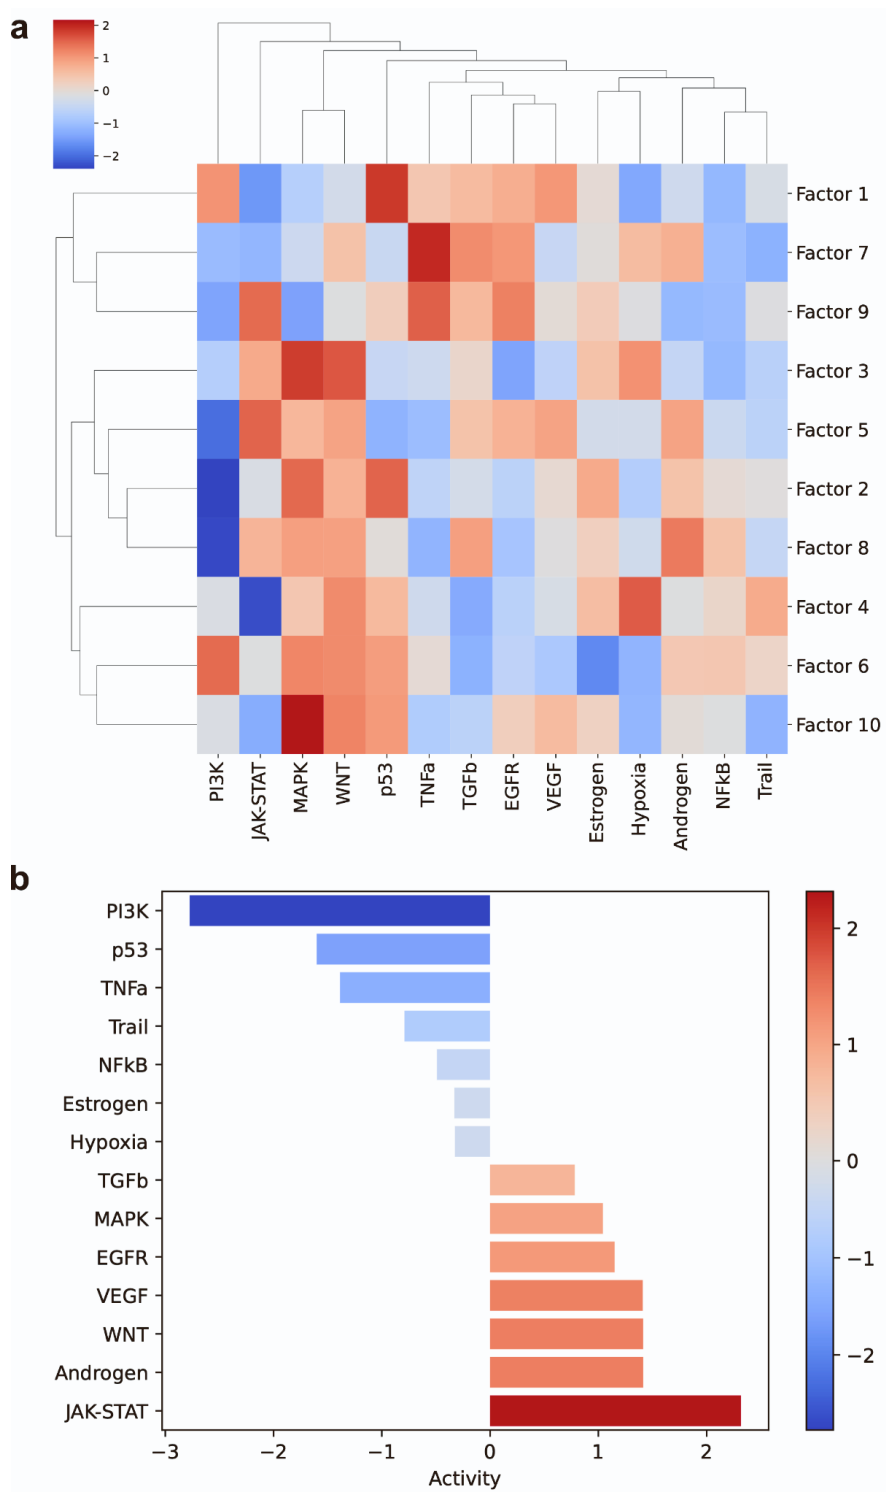 a
2
1
0
−1
−2
Factor 1
Factor 7
Factor 9
Factor 3
Factor 5
Factor 2
Factor 8
Factor 4
Factor 6
Factor 10
PI3K
JAK-STAT
MAPK
WNT
p53
TNFa
TGFb
EGFR
VEGF
Estrogen
Hypoxia
Androgen
NFkB
Trail
b
PI3K
p53
TNFa
Trail
NFkB
Estrogen
Hypoxia
TGFb
MAPK
EGFR
VEGF
WNT
Androgen
JAK-STAT
−3 −2 −1 0 1 2
Activity
2
1
0
−1
−2